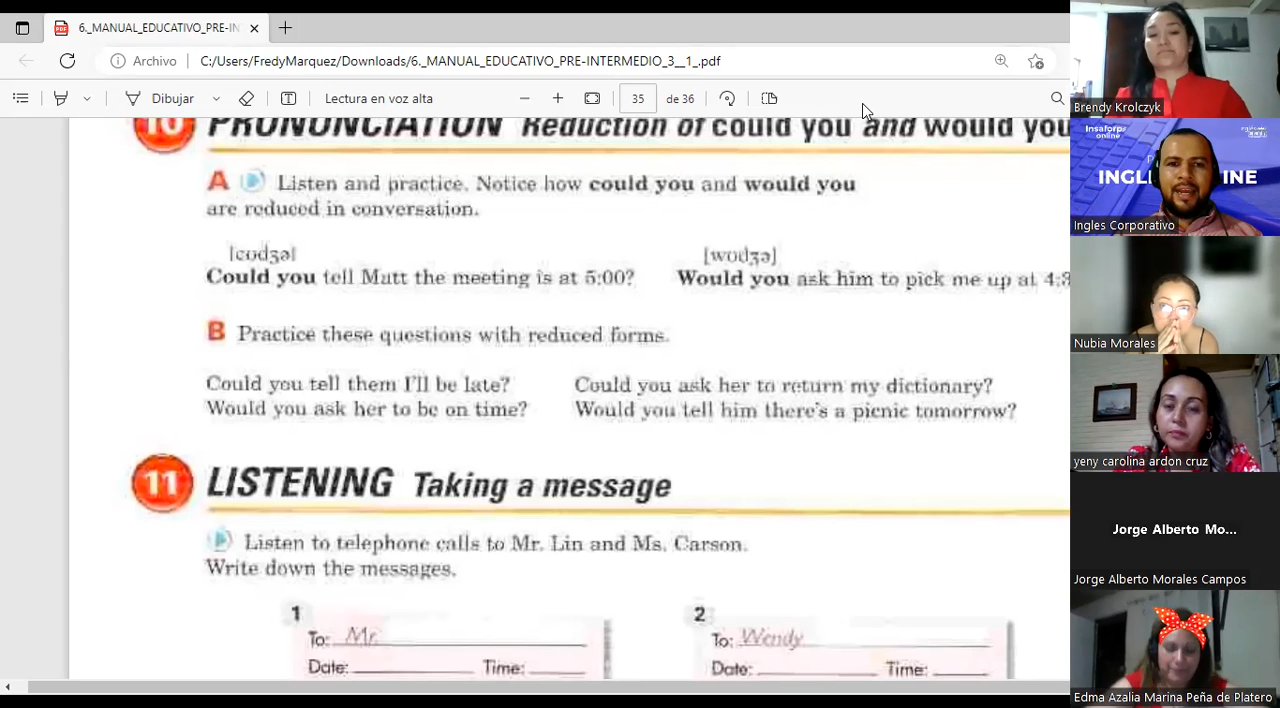 6._MANUAL_EDUCATIVO_PRE-IN
Archivo
C:/Users/FredyMarquez/Downloads/6._MANUAL_EDUCATIVO_PRE-INTERMEDIO_3__1_.pdf
Dibujar
Lectura en voz alta
35 de 36
10 PRONUNCIATION Reduction of could you and would you
A Listen and practice. Notice how could you and would you
are reduced in conversation.
[cʊdʒə] [wʊdʒə]
Could you tell Matt the meeting is at 5:00? Would you ask him to pick me up at 4:3
B Practice these questions with reduced forms.
Could you tell them I'll be late? Could you ask her to return my dictionary?
Would you ask her to be on time? Would you tell him there's a picnic tomorrow?
11 LISTENING Taking a message
Listen to telephone calls to Mr. Lin and Ms. Carson.
Write down the messages.
1 2
To: Mr. To: Wendy
Date: Time: Date: Time:
Brendy Krolczyk
Insaforp
online
INGL INE
Ingles Corporativo
Nubia Morales
yeny carolina ardon cruz
Jorge Alberto Mo...
Jorge Alberto Morales Campos
Edma Azalia Marina Peña de Platero